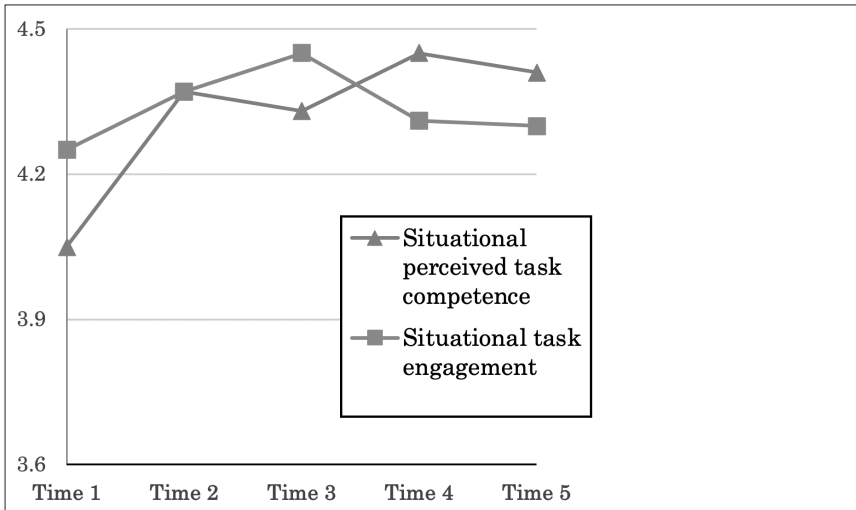 4.5
4.2
3.9
3.6
Situational
perceived task
competence
Situational task
engagement
Time 1 Time 2 Time 3 Time 4 Time 5